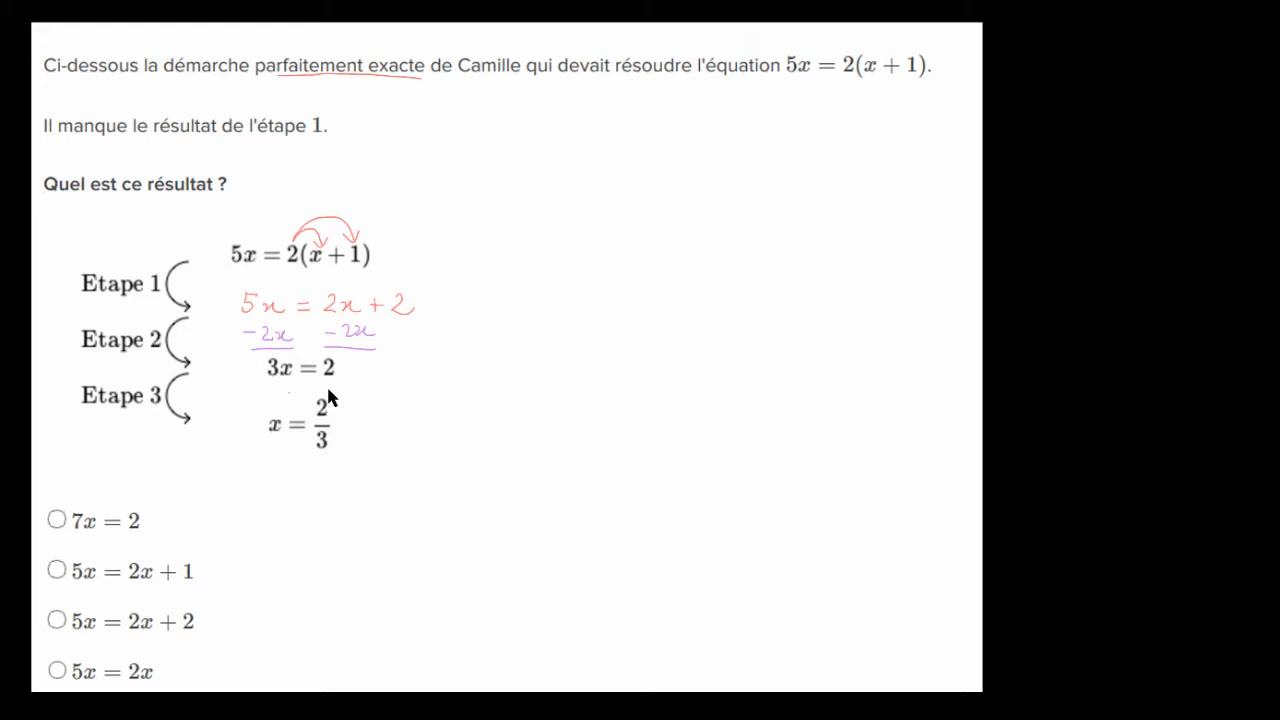 Ci-dessous la démarche parfaitement exacte de Camille qui devait résoudre l'équation 5x = 2(x + 1).
Il manque le résultat de l'étape 1.
Quel est ce résultat ?
5x = 2(x + 1)
Etape 1
5x = 2x + 2
Etape 2
-2x -2x
3x = 2
Etape 3
x = 2/3
7x = 2
5x = 2x + 1
5x = 2x + 2
5x = 2x